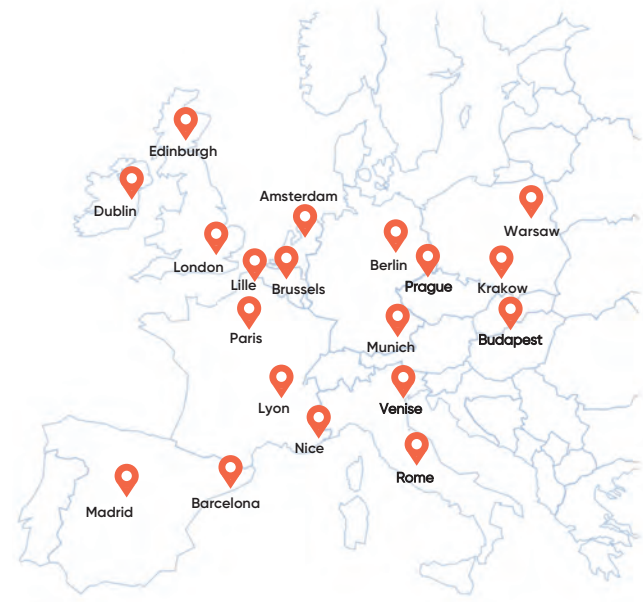 Edinburgh
Dublin
Amsterdam
Warsaw
London
Berlin
Lille
Brussels
Prague
Krakow
Paris
Munich
Budapest
Lyon
Venise
Nice
Rome
Madrid
Barcelona